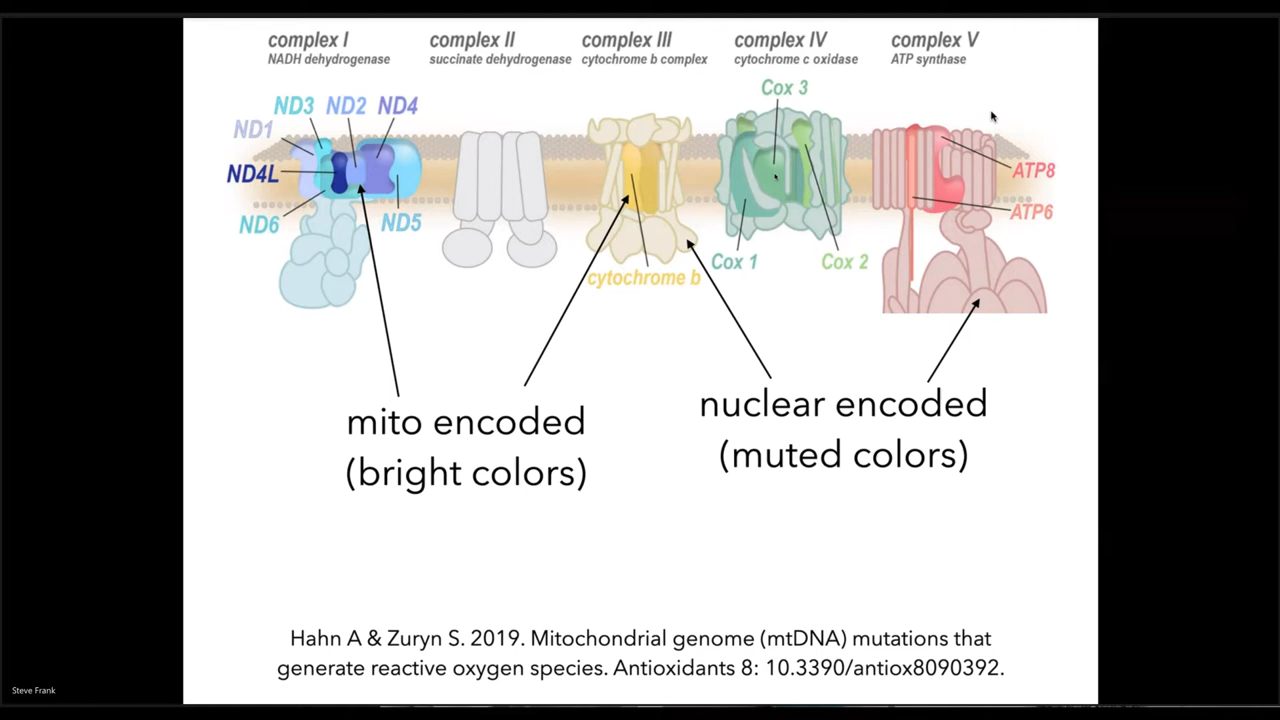 complex I
NADH dehydrogenase
complex II
succinate dehydrogenase
complex III
cytochrome b complex
complex IV
cytochrome c oxidase
complex V
ATP synthase
ND3 ND2 ND4
ND1
ND4L
ND6
ND5
cytochrome b
Cox 3
Cox 1
Cox 2
ATP8
ATP6
mito encoded
(bright colors)
nuclear encoded
(muted colors)
Hahn A & Zuryn S. 2019. Mitochondrial genome (mtDNA) mutations that
generate reactive oxygen species. Antioxidants 8: 10.3390/antiox8090392.
Steve Frank